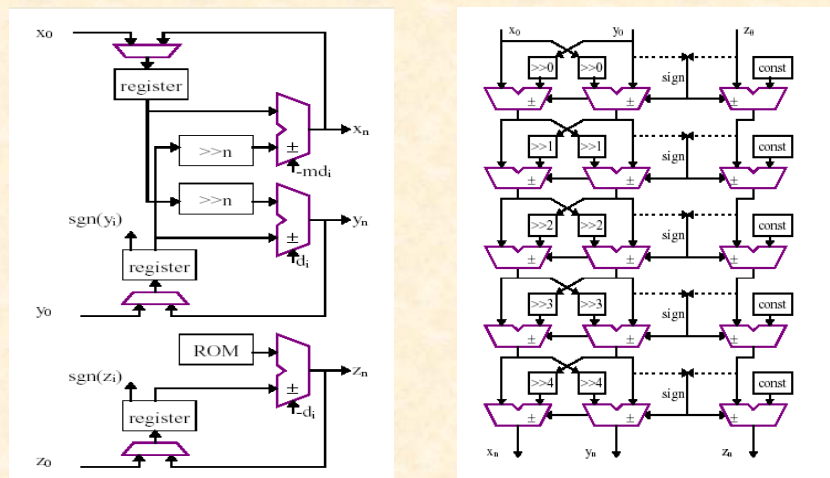 x₀
register
xₙ
>>n
-mdᵢ
>>n
sgn(yᵢ)
yₙ
register
dᵢ
y₀
ROM
zₙ
sgn(zᵢ)
-dᵢ
register
z₀
±
±
±
x₀ y₀ z₀
>>0 >>0 sign const
± ± ±
>>1 >>1 sign const
± ± ±
>>2 >>2 sign const
± ± ±
>>3 >>3 sign const
± ± ±
>>4 >>4 sign const
± ± ±
xₙ yₙ zₙ